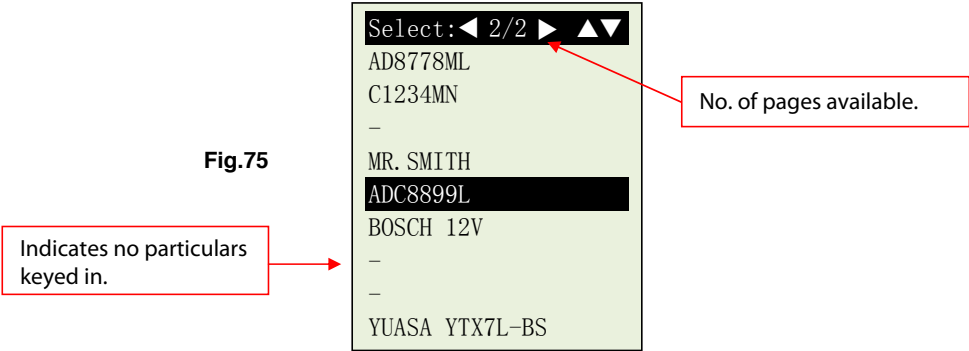 Select:◀ 2/2 ▶ ▲▼
AD8778ML
C1234MN
–
MR. SMITH
ADC8899L
BOSCH 12V
–
–
YUASA YTX7L-BS
No. of pages available.
Fig.75
Indicates no particulars
keyed in.